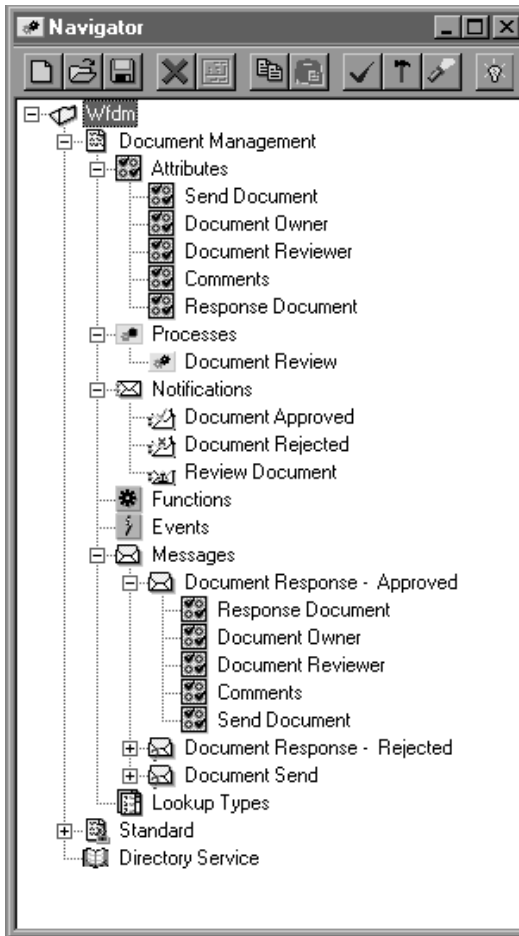 Navigator
Wfdm
Document Management
Attributes
Send Document
Document Owner
Document Reviewer
Comments
Response Document
Processes
Document Review
Notifications
Document Approved
Document Rejected
Review Document
Functions
Events
Messages
Document Response - Approved
Response Document
Document Owner
Document Reviewer
Comments
Send Document
Document Response - Rejected
Document Send
Lookup Types
Standard
Directory Service